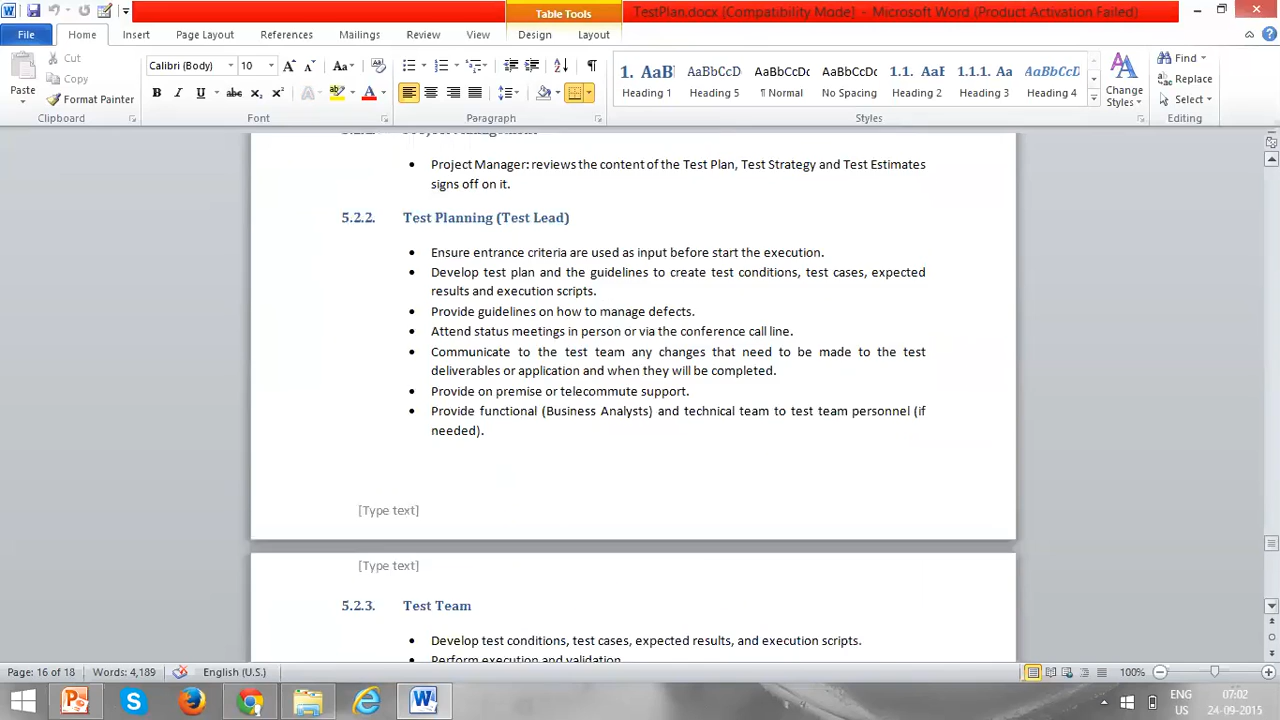 Table Tools
TestPlan.docx [Compatibility Mode] - Microsoft Word (Product Activation Failed)
File Home Insert Page Layout References Mailings Review View Design Layout
Paste
Cut
Copy
Format Painter
Clipboard
Calibri (Body) 10
Font
Paragraph
1. AaBl AaBbCcD AaBbCcDc AaBbCcDc 1.1. AaE 1.1.1. Aa AaBbCcD
Heading 1 Heading 5 ¶ Normal No Spacing Heading 2 Heading 3 Heading 4
Styles
Change
Styles
Find
Replace
Select
Editing
• Project Manager: reviews the content of the Test Plan, Test Strategy and Test Estimates
signs off on it.
5.2.2. Test Planning (Test Lead)
• Ensure entrance criteria are used as input before start the execution.
• Develop test plan and the guidelines to create test conditions, test cases, expected
results and execution scripts.
• Provide guidelines on how to manage defects.
• Attend status meetings in person or via the conference call line.
• Communicate to the test team any changes that need to be made to the test
deliverables or application and when they will be completed.
• Provide on premise or telecommute support.
• Provide functional (Business Analysts) and technical team to test team personnel (if
needed).
[Type text]
[Type text]
5.2.3. Test Team
• Develop test conditions, test cases, expected results, and execution scripts.
• Perform execution and validation.
Page: 16 of 18 Words: 4,189 English (U.S.) 100%
ENG
US
07:02
24-09-2015